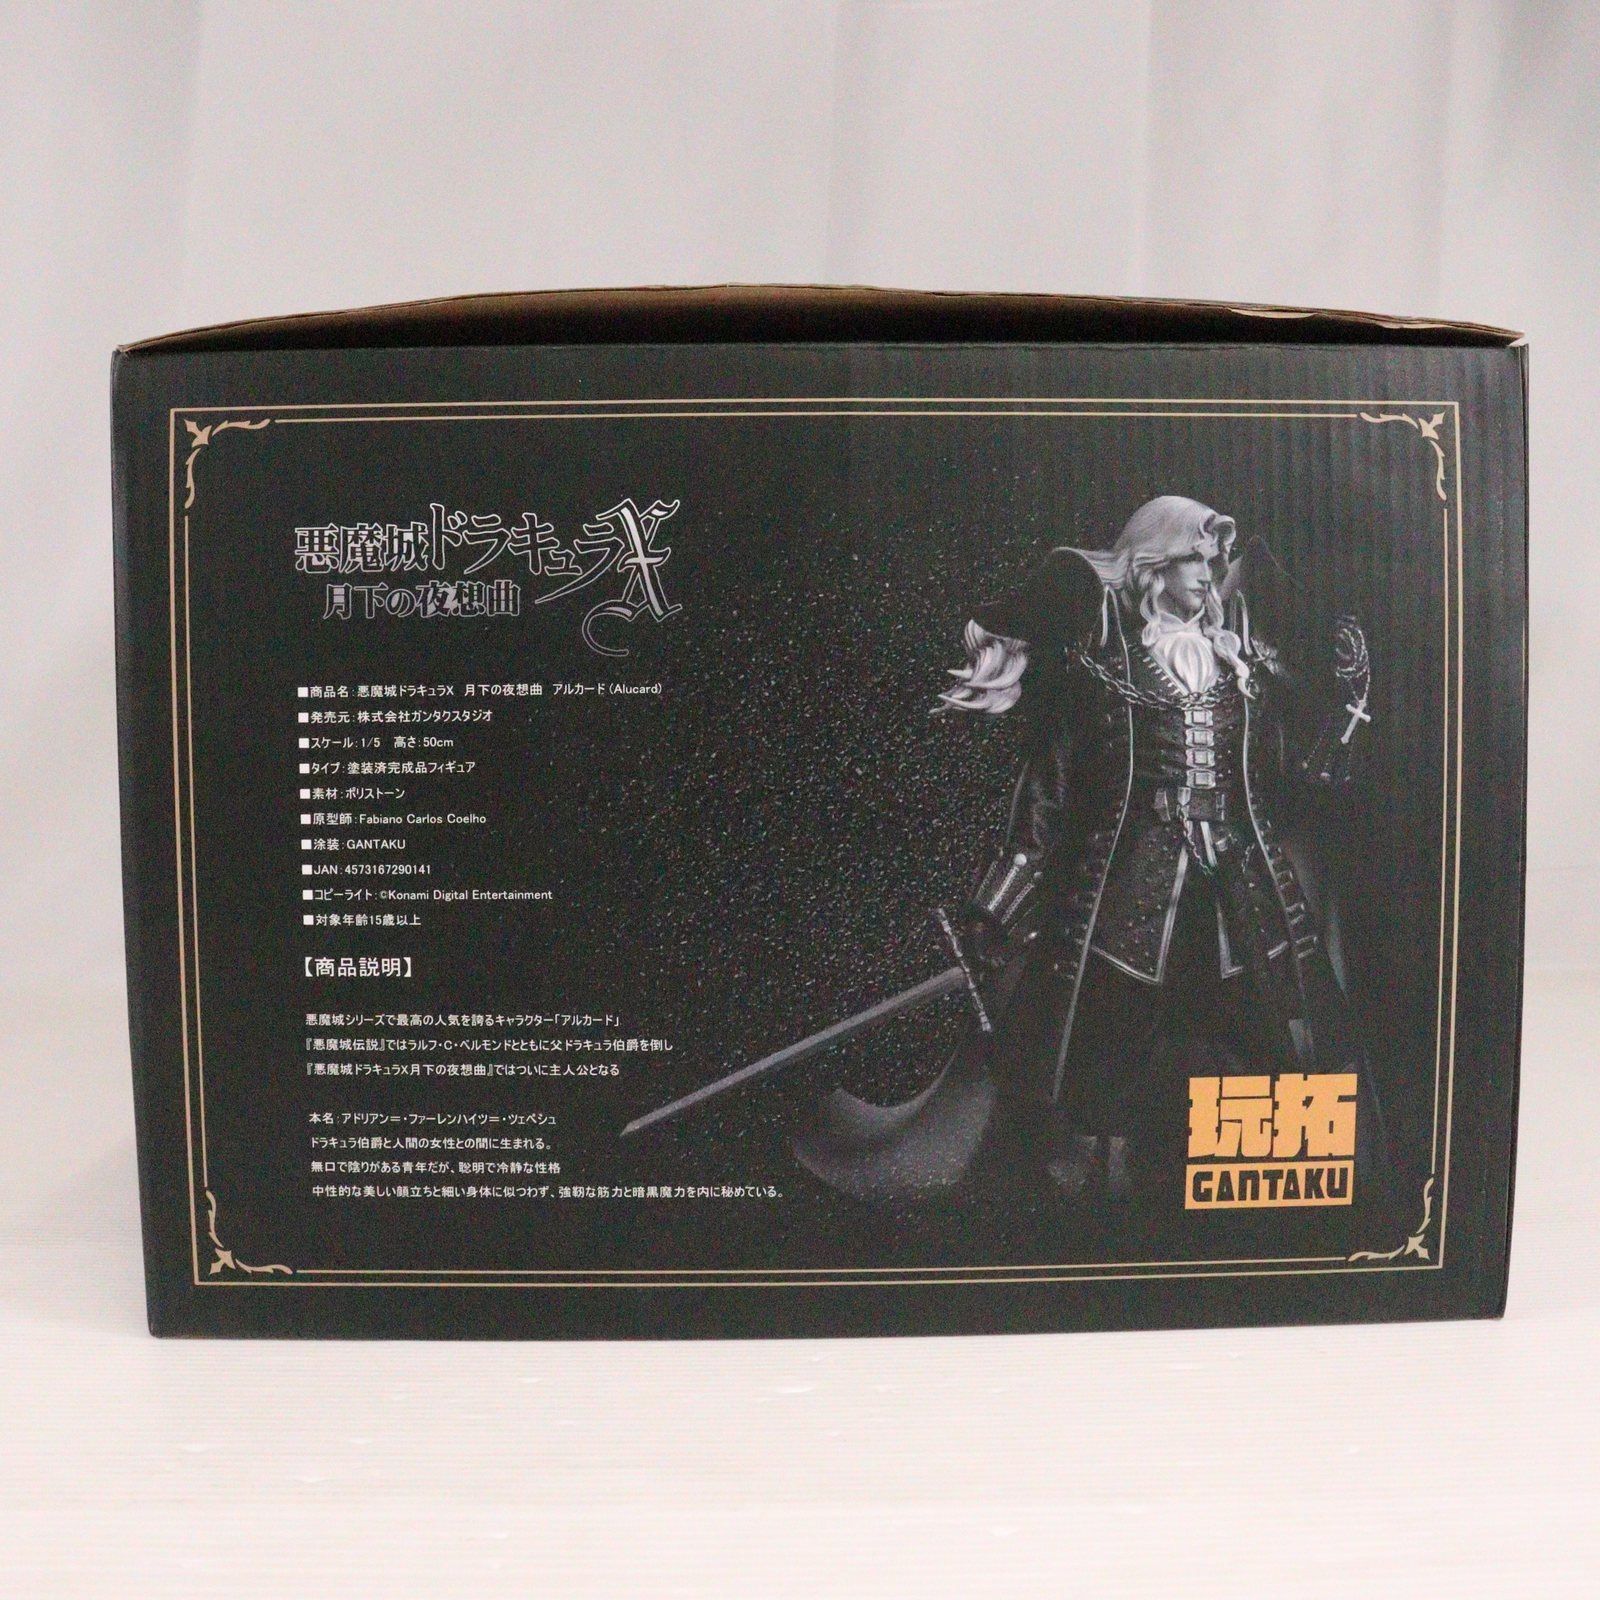 悪魔城ドラキュラX
月下の夜想曲
■商品名:悪魔城ドラキュラX 月下の夜想曲 アルカード(Alucard)
■発売元:株式会社ガンタクスタジオ
■スケール:1/5 高さ:50cm
■タイプ:塗装済完成品フィギュア
■素材:ポリストーン
■原型師:Fabiano Carlos Coelho
■涂装:GANTAKU
■JAN:4573167290141
■コピーライト:©Konami Digital Entertainment
■対象年齢15歳以上
【商品説明】
悪魔城シリーズで最高の人気を誇るキャラクター「アルカード」
『悪魔城伝説』ではラルフ・C・ベルモンドとともに父ドラキュラ伯爵を倒し
『悪魔城ドラキュラX月下の夜想曲』ではついに主人公となる
本名:アドリアン＝・ファーレンハイツ＝・ツェペシュ
ドラキュラ伯爵と人間の女性との間に生まれる。
無口で陰りがある青年だが、聡明で冷静な性格
中性的な美しい顔立ちと細い身体に似つわず、強靭な筋力と暗黒魔力を内に秘めている。
玩拓
GANTAKU